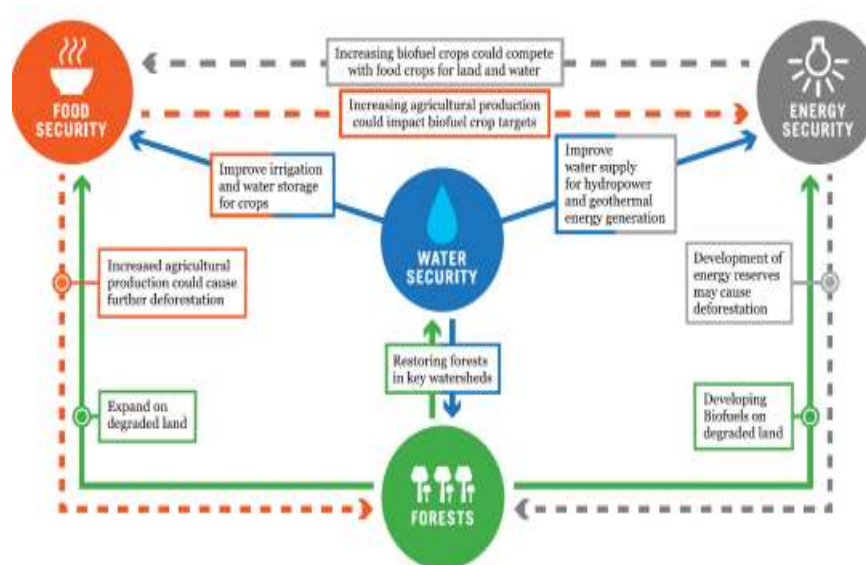 Increasing biofuel crops could compete
with food crops for land and water
FOOD
SECURITY
Increasing agricultural production
could impact biofuel crop targets
ENERGY
SECURITY
Improve irrigation
and water storage
for crops
Improve
water supply
for hydropower
and geothermal
energy generation
WATER
SECURITY
Increased agricultural
production could cause
further deforestation
Development of
energy reserves
may cause
deforestation
Restoring forests
in key watersheds
Expand on
degraded land
Developing
Biofuels on
degraded land
FORESTS